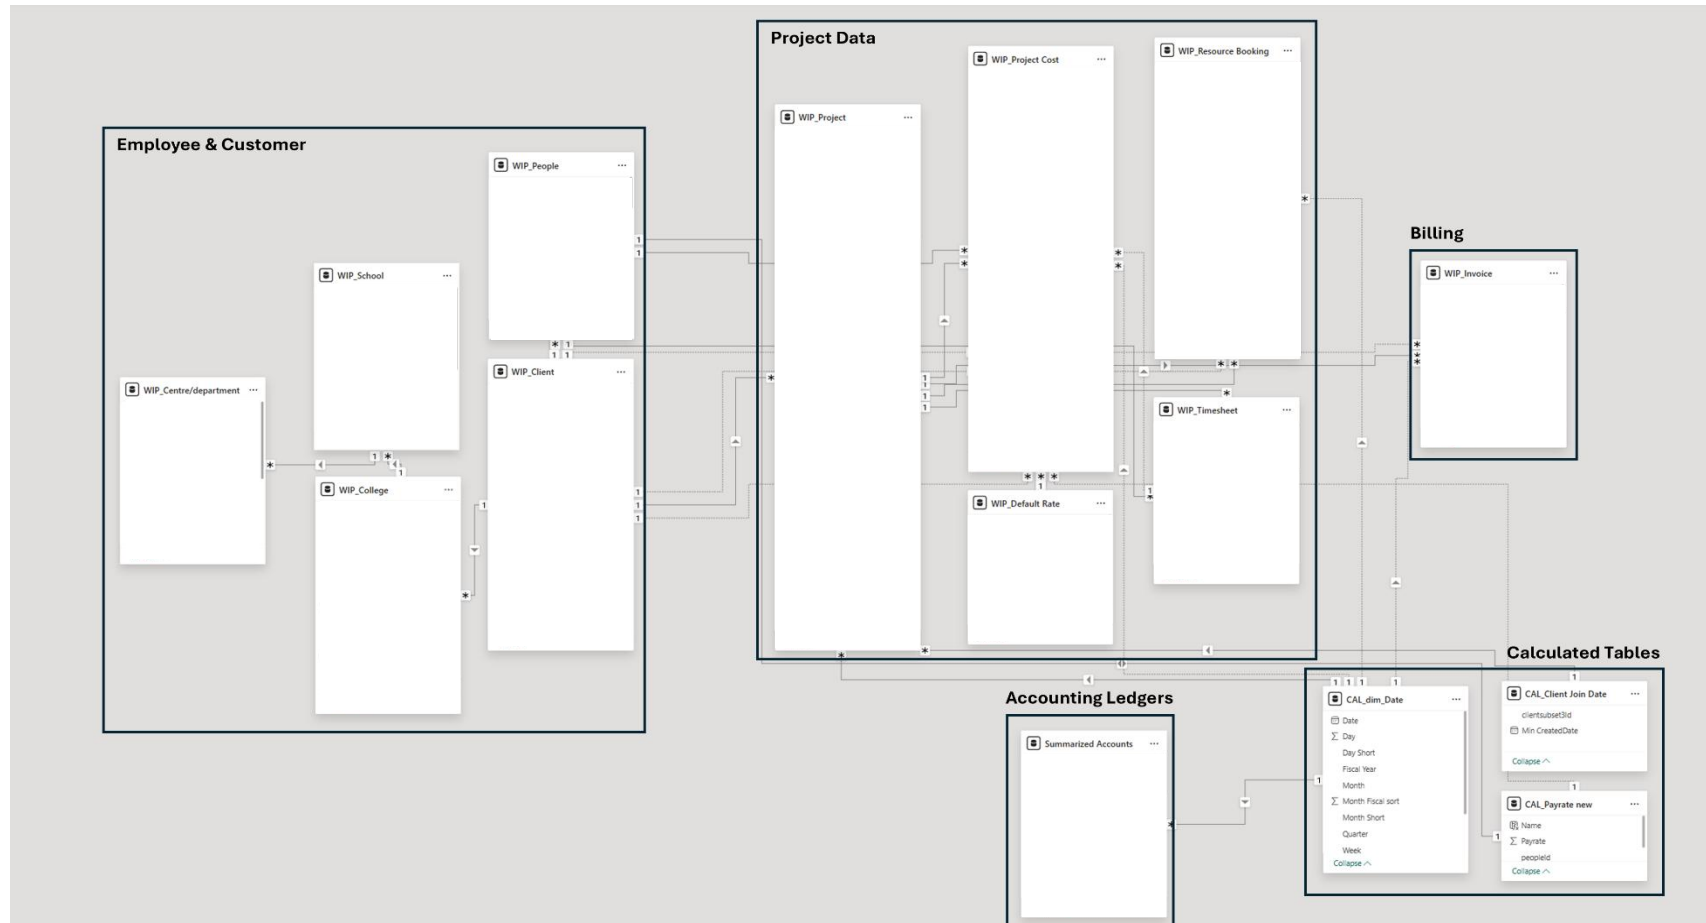 Project Data
WIP_Project
WIP_Project Cost
WIP_Resource Booking
WIP_Default Rate
WIP_Timesheet
Employee & Customer
WIP_People
WIP_School
WIP_Client
WIP_Centre/department
WIP_College
Billing
WIP_Invoice
Accounting Ledgers
Summarized Accounts
Calculated Tables
CAL_dim_Date
Date
Day
Day Short
Fiscal Year
Month
Month Fiscal sort
Month Short
Quarter
Week
Collapse
CAL_Client Join Date
clientsubset3Id
Min CreatedDate
Collapse
CAL_Payrate new
Name
Payrate
peopleId
Collapse